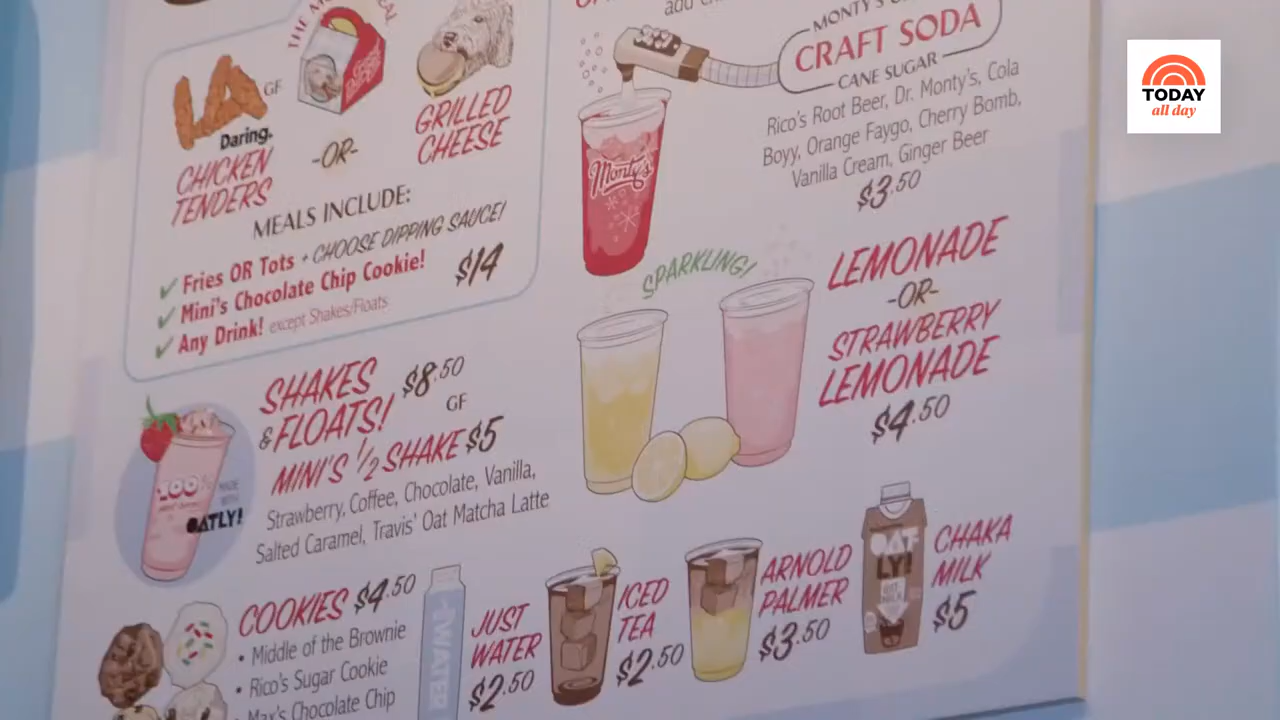 LA
GF
Daring.
CHICKEN
TENDERS
-OR-
GRILLED
CHEESE
MEALS INCLUDE:
Fries OR Tots + CHOOSE DIPPING SAUCE!
Mini's Chocolate Chip Cookie!
Any Drink! except Shakes/Floats
$14
SHAKES
& FLOATS!
$8.50
GF
MINI'S 1/2 SHAKE $5
Strawberry, Coffee, Chocolate, Vanilla,
Salted Caramel, Travis' Oat Matcha Latte
100%
MADE
WITH
OATLY!
COOKIES $4.50
• Middle of the Brownie
• Rico's Sugar Cookie
Max's Chocolate Chip
CRAFT SODA
CANE SUGAR
Rico's Root Beer, Dr. Monty's, Cola
Boyy, Orange Faygo, Cherry Bomb,
Vanilla Cream, Ginger Beer
$3.50
Monty's
SPARKLING!
LEMONADE
-OR-
STRAWBERRY
LEMONADE
$4.50
WATER
JUST
WATER
$2.50
ICED
TEA
$2.50
ARNOLD
PALMER
$3.50
OAT
LY!
CHAKA
MILK
$5
TODAY
all day